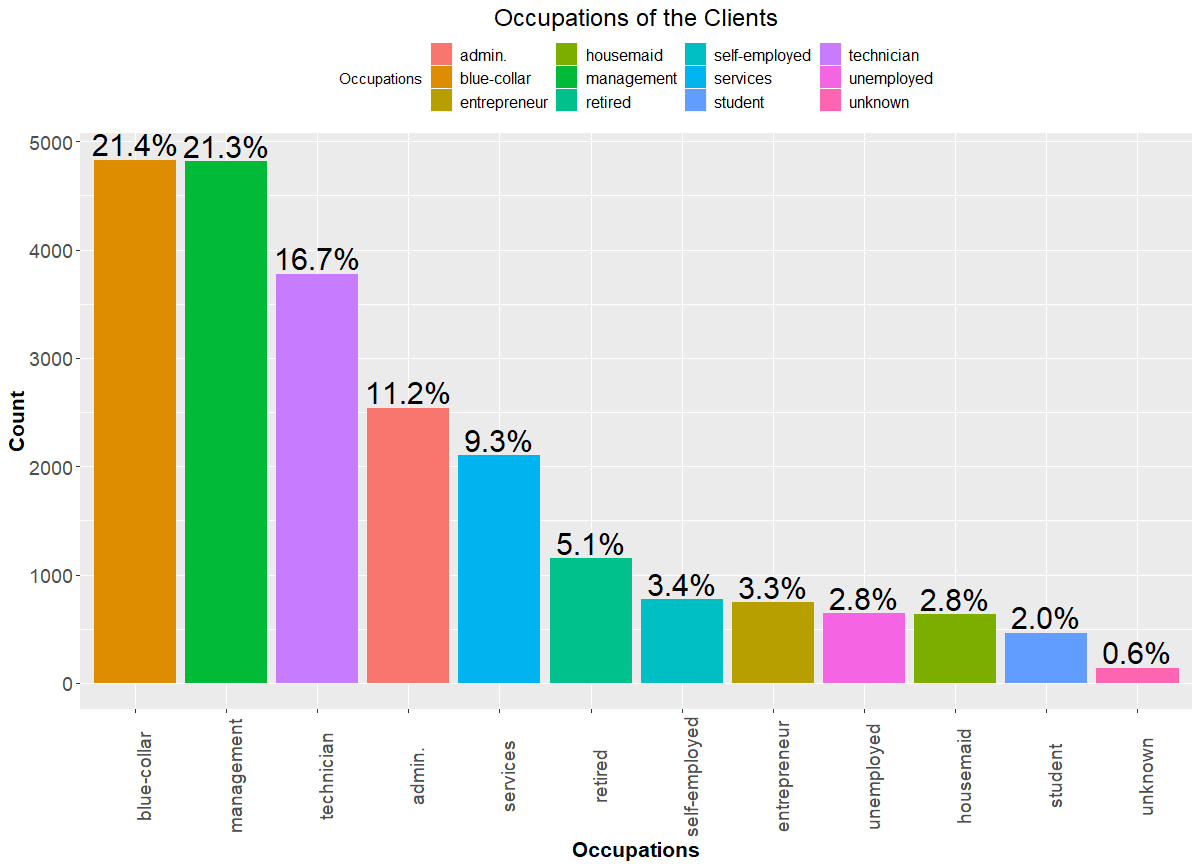 Occupations of the Clients
Occupations
admin.
blue-collar
entrepreneur
housemaid
management
retired
self-employed
services
student
technician
unemployed
unknown
Count
5000
4000
3000
2000
1000
0
21.4%
21.3%
16.7%
11.2%
9.3%
5.1%
3.4%
3.3%
2.8%
2.8%
2.0%
0.6%
blue-collar
management
technician
admin.
services
retired
self-employed
entrepreneur
unemployed
housemaid
student
unknown
Occupations